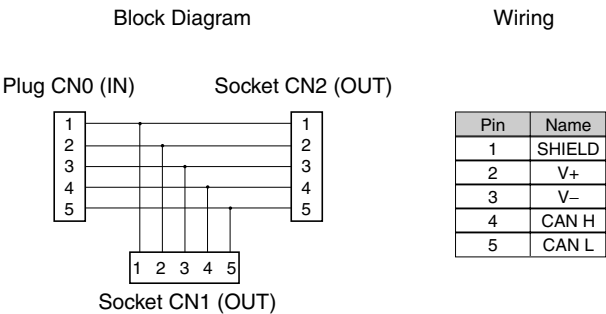 Block Diagram
Wiring
Plug CN0 (IN)
Socket CN2 (OUT)
1 1
2 2
3 3
4 4
5 5
1 2 3 4 5
Socket CN1 (OUT)
Pin Name
1 SHIELD
2 V+
3 V−
4 CAN H
5 CAN L